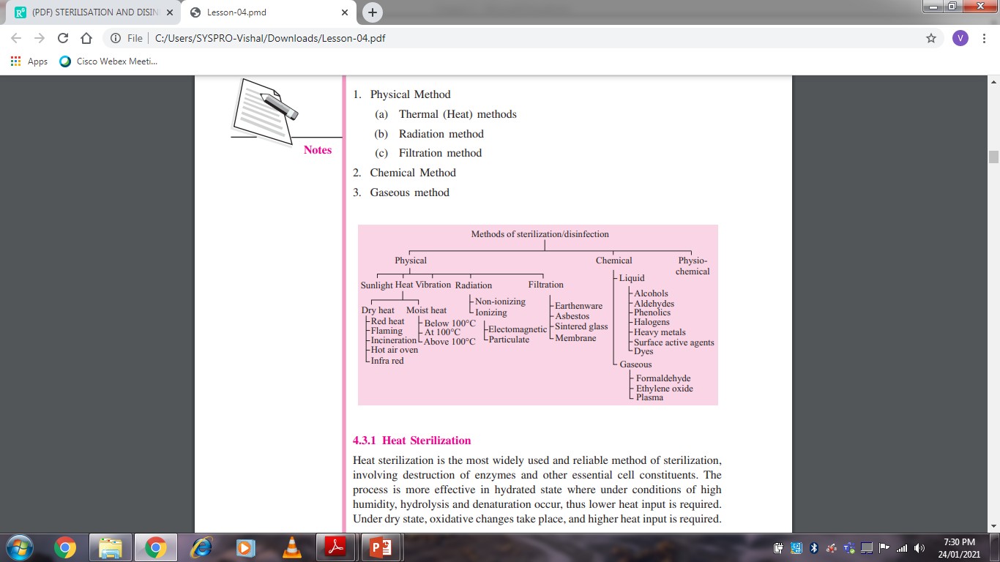 (PDF) STERILISATION AND DISIN
Lesson-04.pmd
File
C:/Users/SYSPRO-Vishal/Downloads/Lesson-04.pdf
V
Apps
Cisco Webex Meeti...
Notes
1. Physical Method
(a) Thermal (Heat) methods
(b) Radiation method
(c) Filtration method
2. Chemical Method
3. Gaseous method
Methods of sterilization/disinfection
Physical
Chemical
Physio-
chemical
Sunlight Heat Vibration Radiation Filtration
Dry heat
Red heat
Flaming
Incineration
Hot air oven
Infra red
Moist heat
Below 100°C
At 100°C
Above 100°C
Non-ionizing
Ionizing
Electomagnetic
Particulate
Earthenware
Asbestos
Sintered glass
Membrane
Liquid
Alcohols
Aldehydes
Phenolics
Halogens
Heavy metals
Surface active agents
Dyes
Gaseous
Formaldehyde
Ethylene oxide
Plasma
4.3.1 Heat Sterilization
Heat sterilization is the most widely used and reliable method of sterilization,
involving destruction of enzymes and other essential cell constituents. The
process is more effective in hydrated state where under conditions of high
humidity, hydrolysis and denaturation occur, thus lower heat input is required.
Under dry state, oxidative changes take place, and higher heat input is required.
7:30 PM
24/01/2021